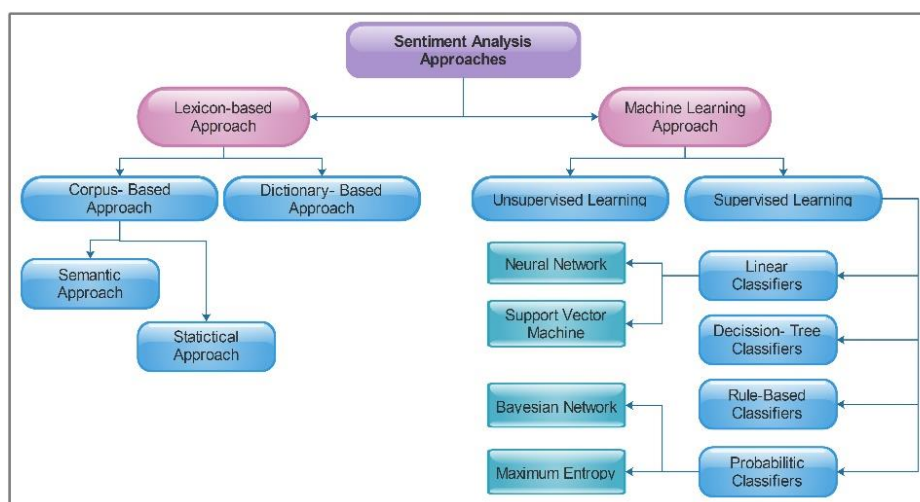 Sentiment Analysis
Approaches
Lexicon-based
Approach
Machine Learning
Approach
Corpus- Based
Approach
Dictionary- Based
Approach
Unsupervised Learning
Supervised Learning
Semantic
Approach
Statictical
Approach
Neural Network
Support Vector
Machine
Bavesian Network
Maximum Entropy
Linear
Classifiers
Decission- Tree
Classifiers
Rule-Based
Classifiers
Probabilitic
Classifiers